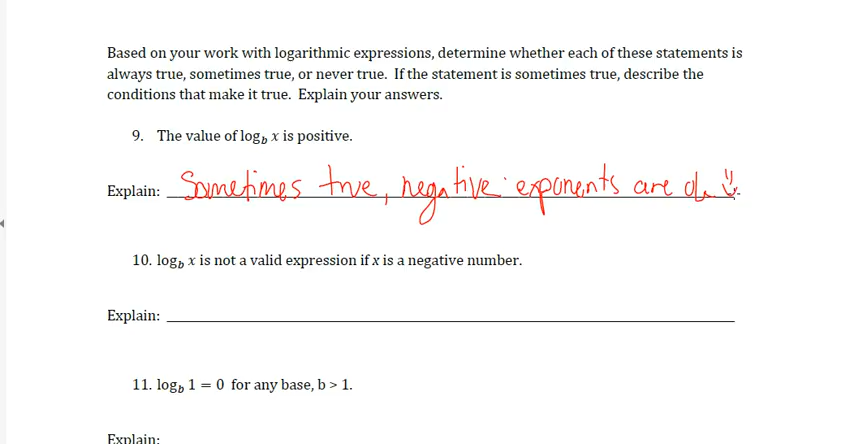 Based on your work with logarithmic expressions, determine whether each of these statements is
always true, sometimes true, or never true. If the statement is sometimes true, describe the
conditions that make it true. Explain your answers.
9. The value of log_b x is positive.
Explain: Sometimes true, negative exponents are
10. log_b x is not a valid expression if x is a negative number.
Explain:
11. log_b 1 = 0 for any base, b > 1.
Explain: